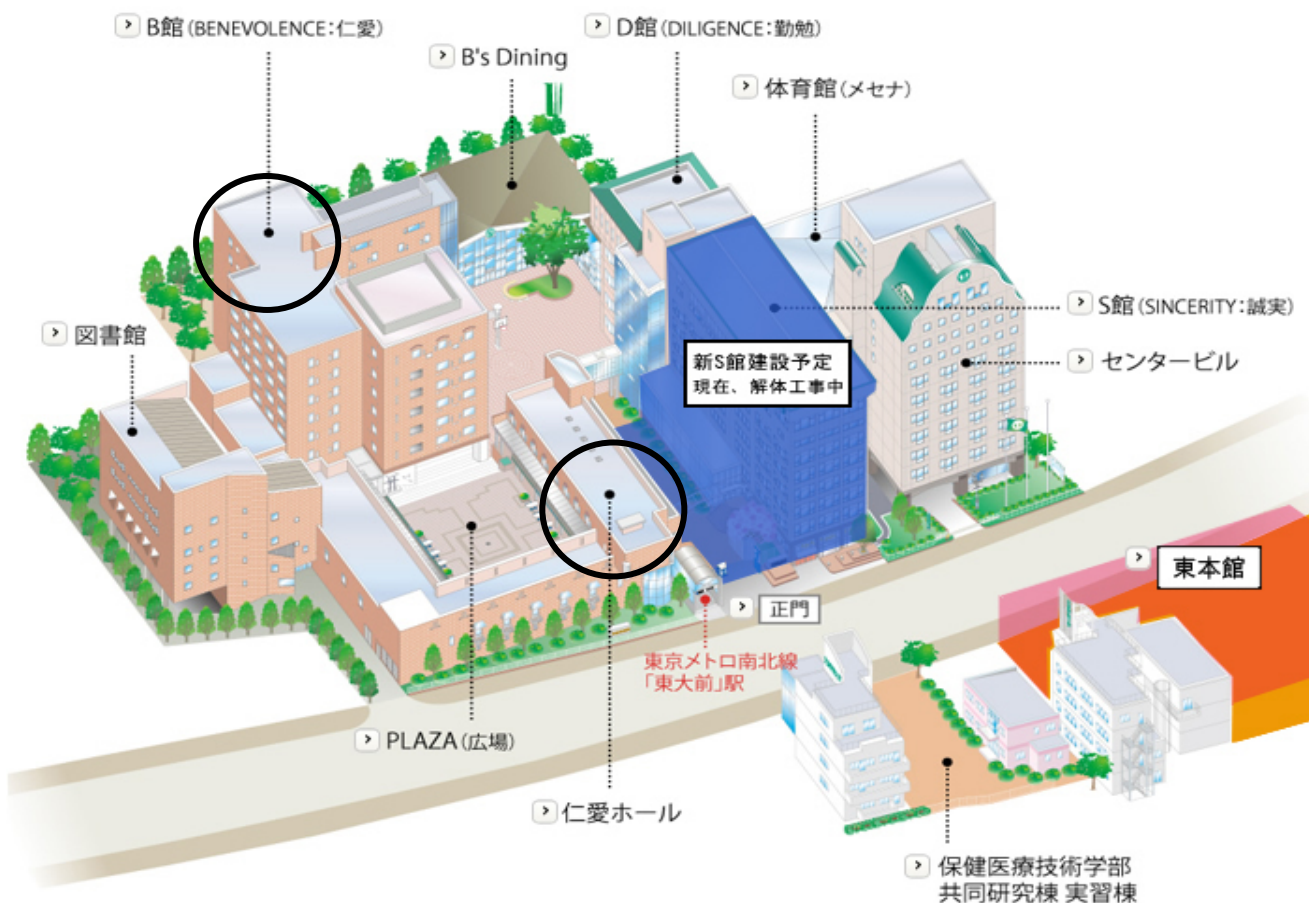 B館(BENEVOLENCE:仁愛)
D館(DILIGENCE:勤勉)
B's Dining
体育館(メセナ)
S館(SINCERITY:誠実)
図書館
新S館建設予定
現在、解体工事中
センタービル
東本館
正門
東京メトロ南北線
「東大前」駅
PLAZA(広場)
仁愛ホール
保健医療技術学部
共同研究棟 実習棟